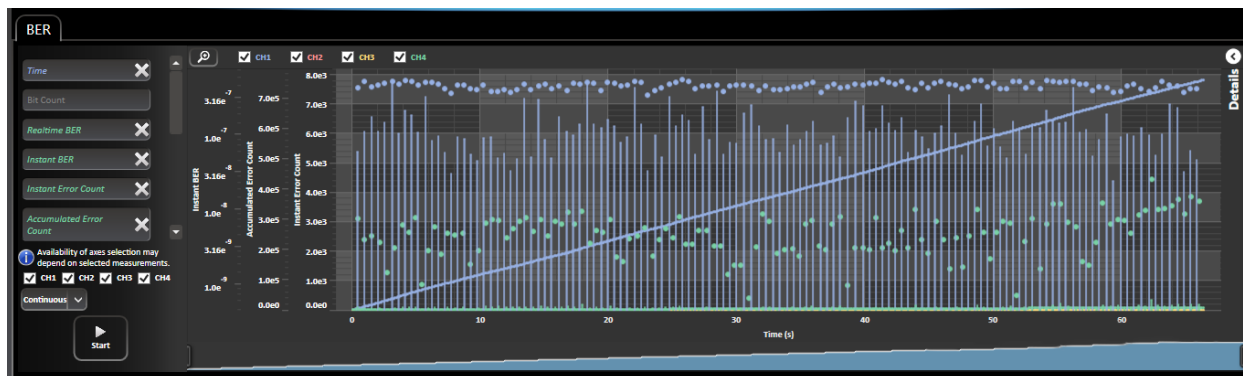 BER
Time
Bit Count
Realtime BER
Instant BER
Instant Error Count
Accumulated Error
Count
Availability of axes selection may
depend on selected measurements.
CH1 CH2 CH3 CH4
Continuous
Start
CH1 CH2 CH3 CH4
Details
Instant BER
3.16e-7
1.0e-7
3.16e-8
1.0e-8
3.16e-9
1.0e-9
Accumulated Error Count
7.0e5
6.0e5
5.0e5
4.0e5
3.0e5
2.0e5
1.0e5
0.0e0
Instant Error Count
8.0e3
7.0e3
6.0e3
5.0e3
4.0e3
3.0e3
2.0e3
1.0e3
0.0e0
0 10 20 30 40 50 60
Time (s)